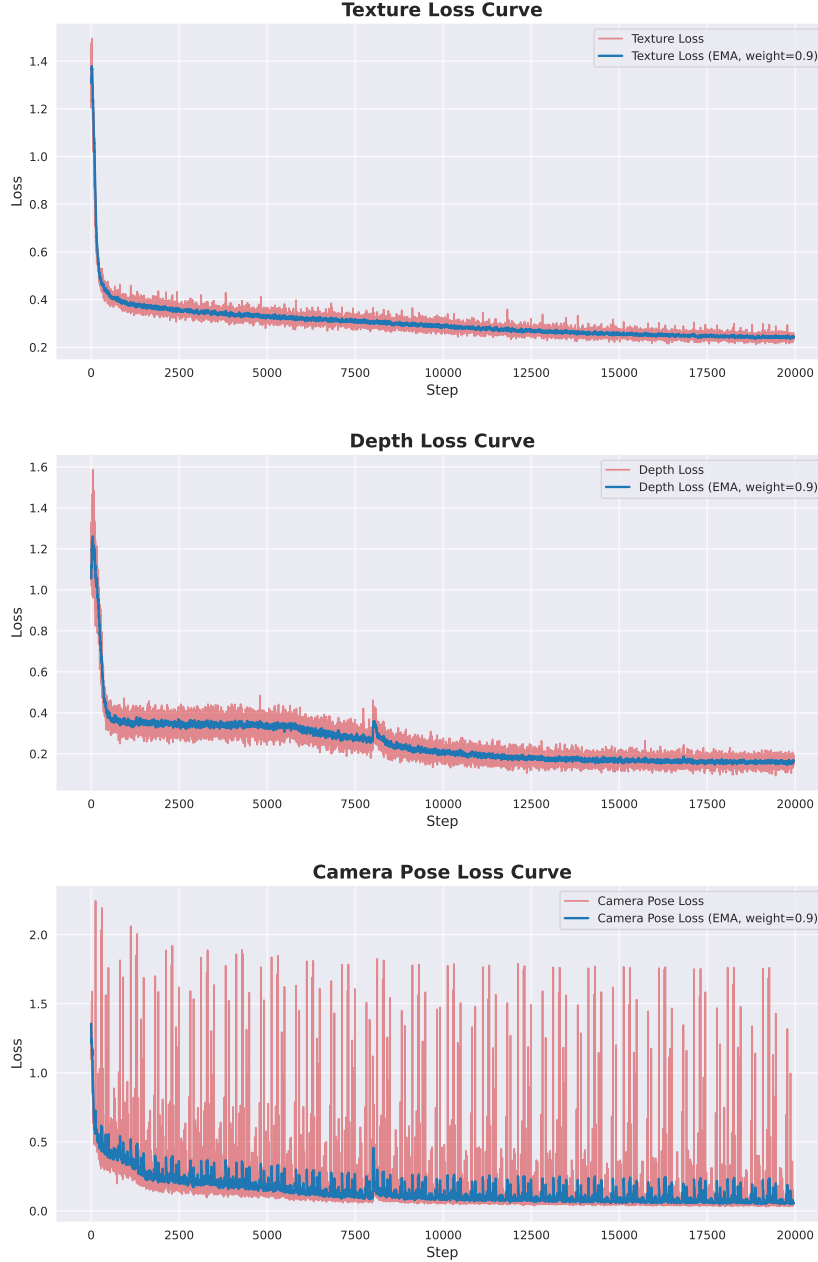 Texture Loss Curve
Texture Loss
Texture Loss (EMA, weight=0.9)
1.4
1.2
1.0
0.8
0.6
0.4
0.2
Loss
0 2500 5000 7500 10000 12500 15000 17500 20000
Step
Depth Loss Curve
Depth Loss
Depth Loss (EMA, weight=0.9)
1.6
1.4
1.2
1.0
0.8
0.6
0.4
0.2
Loss
0 2500 5000 7500 10000 12500 15000 17500 20000
Step
Camera Pose Loss Curve
Camera Pose Loss
Camera Pose Loss (EMA, weight=0.9)
2.0
1.5
1.0
0.5
0.0
Loss
0 2500 5000 7500 10000 12500 15000 17500 20000
Step